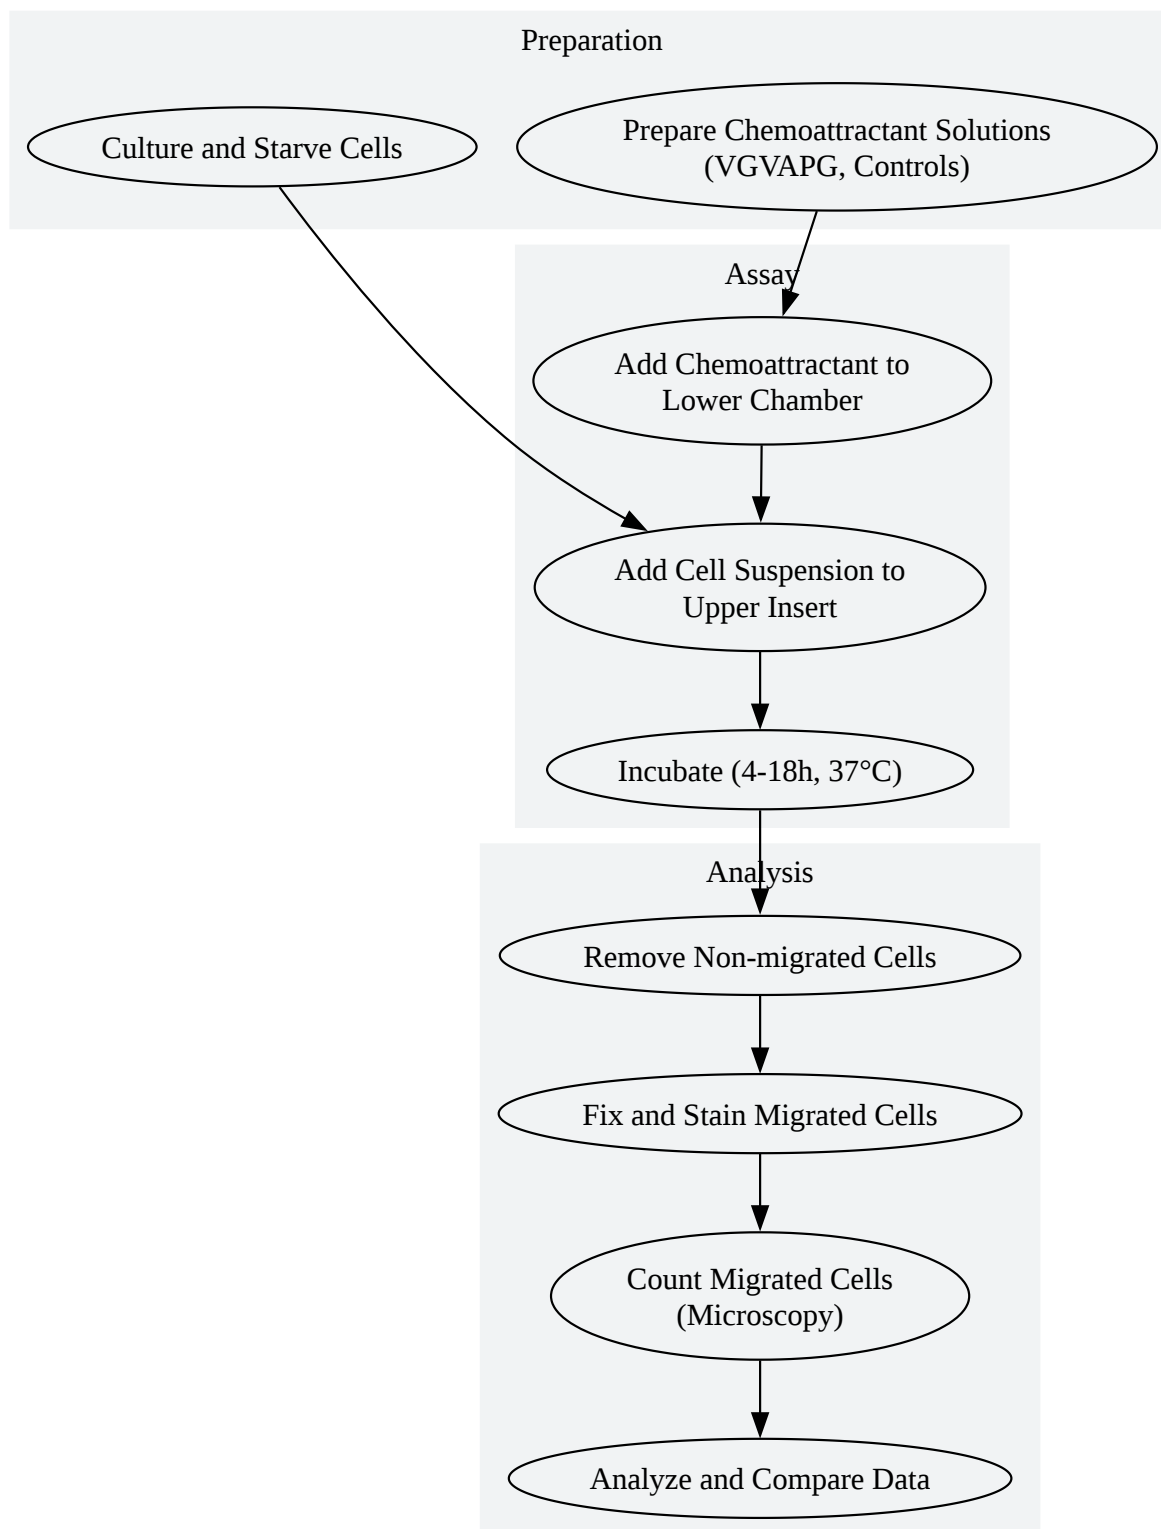 Preparation
Culture and Starve Cells
Prepare Chemoattractant Solutions
(VGVAPG, Controls)
Assay
Add Chemoattractant to
Lower Chamber
Add Cell Suspension to
Upper Insert
Incubate (4-18h, 37°C)
Analysis
Remove Non-migrated Cells
Fix and Stain Migrated Cells
Count Migrated Cells
(Microscopy)
Analyze and Compare Data